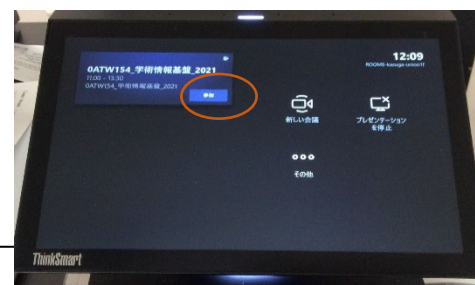 12:09
ROOMS-kasuga-union1f
0ATW154_学術情報基盤_2021
11:00 - 13:30
0ATW154_学術情報基盤_2021
参加
新しい会議
プレゼンテーション
を停止
その他
ThinkSmart